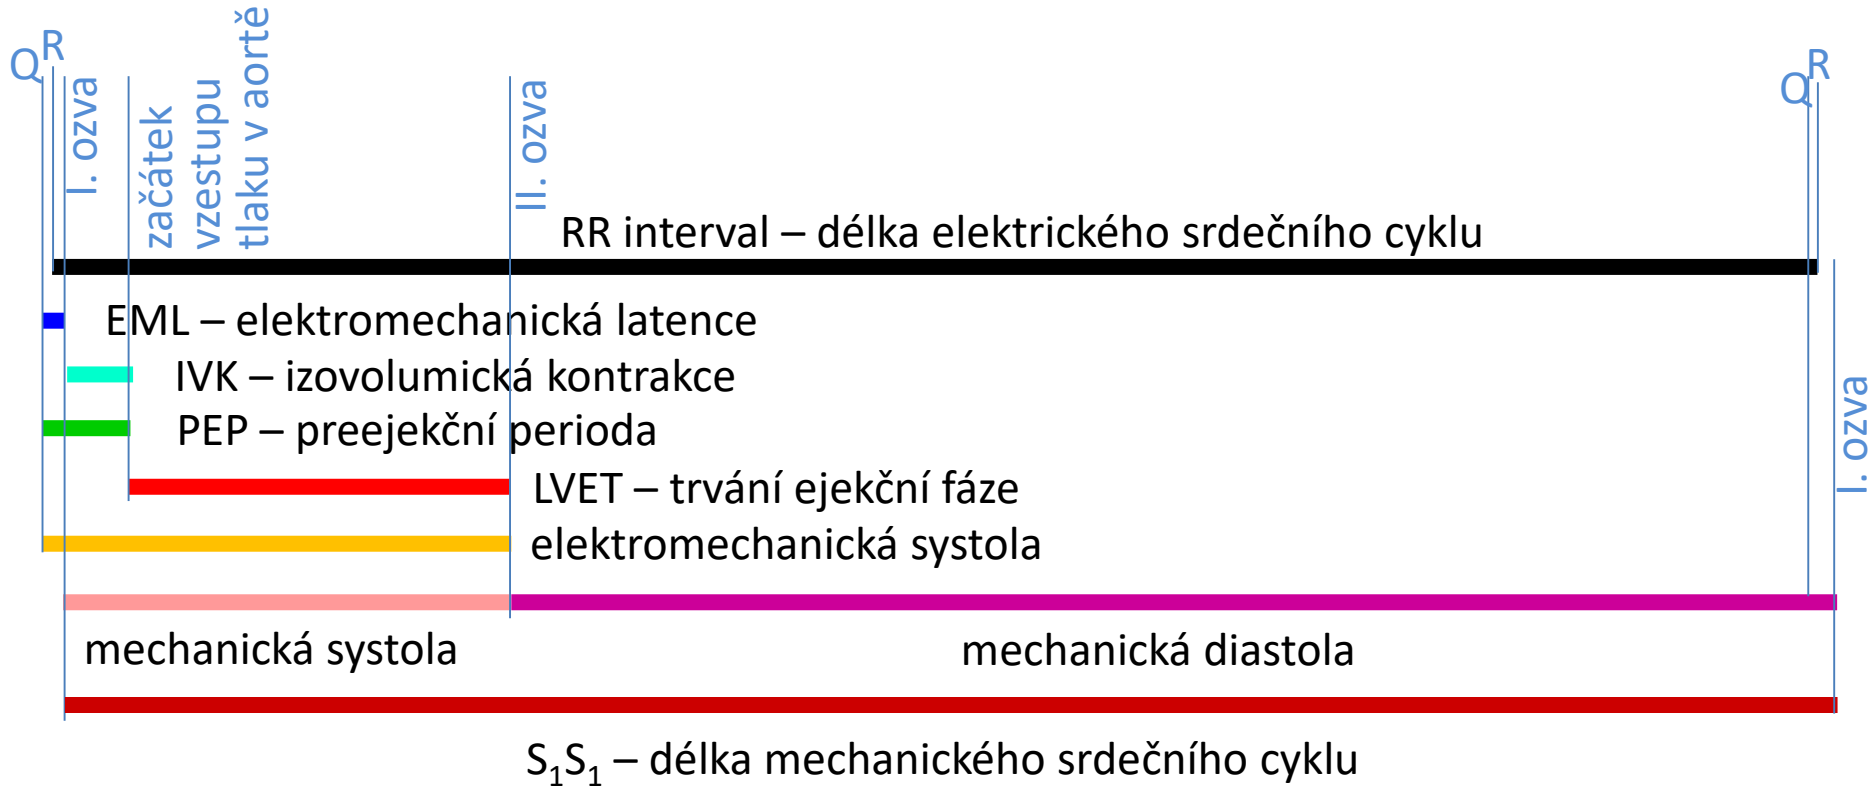 Q
R
I. ozva
začátek
vzestupu
tlaku v aortě
II. ozva
Q
R
RR interval – délka elektrického srdečního cyklu
EML – elektromechanická latence
IVK – izovolumická kontrakce
PEP – preejekční perioda
LVET – trvání ejekční fáze
elektromechanická systola
I. ozva
mechanická systola
mechanická diastola
S₁S₁ – délka mechanického srdečního cyklu